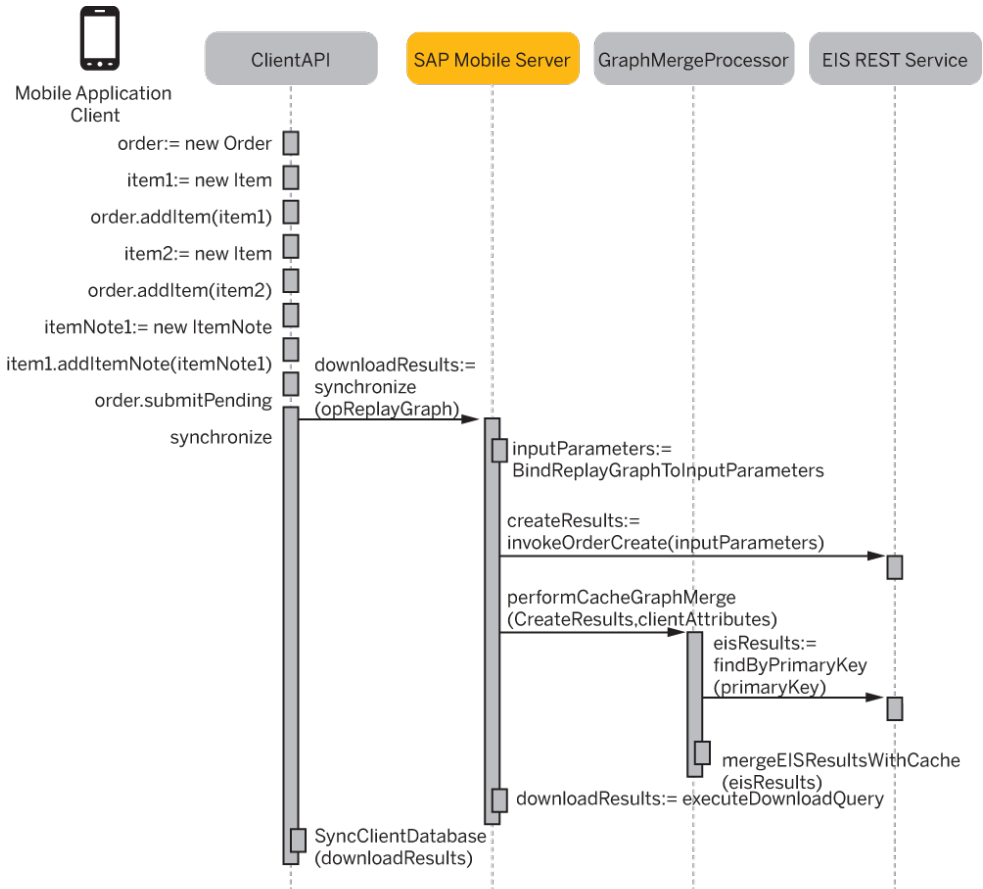 ClientAPI
SAP Mobile Server
GraphMergeProcessor
EIS REST Service
Mobile Application
Client
order:= new Order
item1:= new Item
order.addItem(item1)
item2:= new Item
order.addItem(item2)
itemNote1:= new ItemNote
item1.addItemNote(itemNote1)
order.submitPending
synchronize
downloadResults:=
synchronize
(opReplayGraph)
inputParameters:=
BindReplayGraphToInputParameters
createResults:=
invokeOrderCreate(inputParameters)
performCacheGraphMerge
(CreateResults,clientAttributes)
eisResults:=
findByPrimaryKey
(primaryKey)
mergeEISResultsWithCache
(eisResults)
downloadResults:= executeDownloadQuery
SyncClientDatabase
(downloadResults)